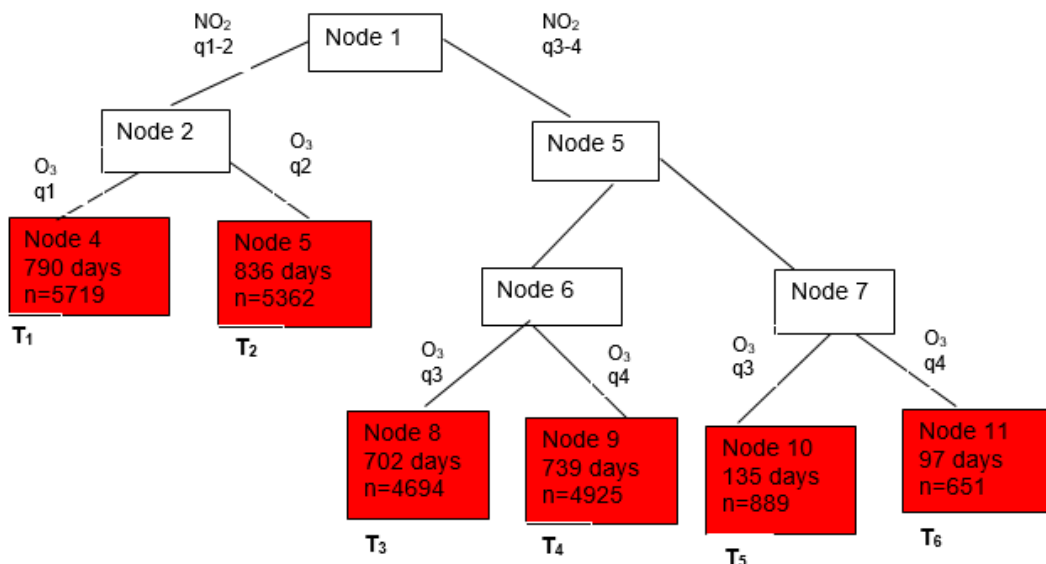 NO₂
q1-2
Node 1
NO₂
q3-4
Node 2
Node 5
O₃
q1
O₃
q2
Node 4
790 days
n=5719
T₁
Node 5
836 days
n=5362
T₂
Node 6
Node 7
O₃
q3
O₃
q4
O₃
q3
O₃
q4
Node 8
702 days
n=4694
T₃
Node 9
739 days
n=4925
T₄
Node 10
135 days
n=889
T₅
Node 11
97 days
n=651
T₆